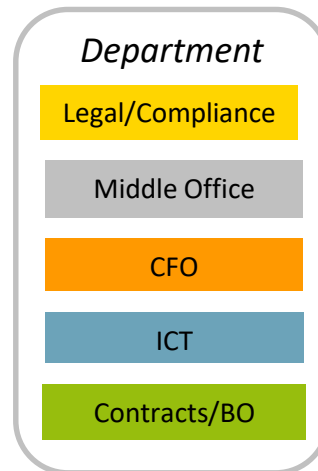 Department
Legal/Compliance
Middle Office
CFO
ICT
Contracts/BO